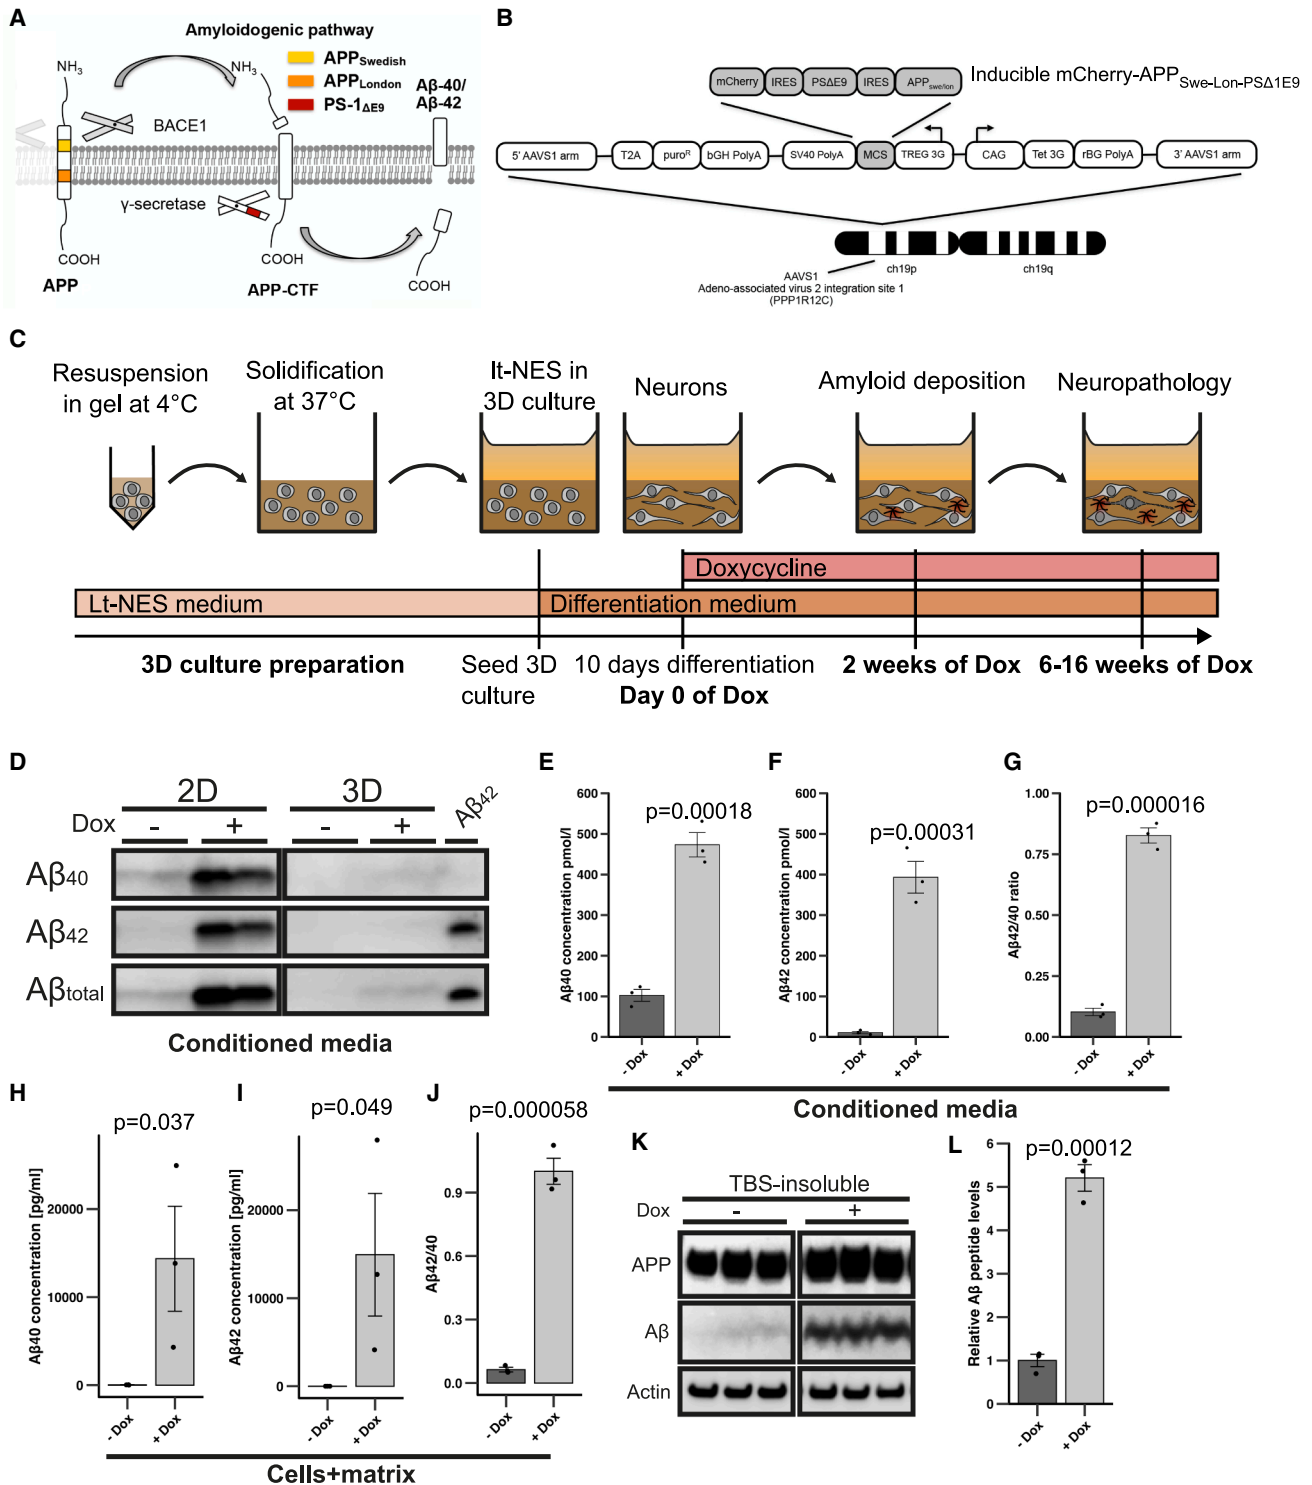 A
Amyloidogenic pathway
APPSwedish
APPLondon
PS-1ΔE9
NH3
NH3
Aβ-40/
Aβ-42
BACE1
γ-secretase
COOH
COOH
COOH
APP
APP-CTF
B
mCherry
IRES
PSΔE9
IRES
APPswe/lon
Inducible mCherry-APPSwe-Lon-PSΔ1E9
5' AAVS1 arm
T2A
puroR
bGH PolyA
SV40 PolyA
MCS
TREG 3G
CAG
Tet 3G
rBG PolyA
3' AAVS1 arm
AAVS1
Adeno-associated virus 2 integration site 1
(PPP1R12C)
ch19p
ch19q
C
Resuspension
in gel at 4°C
Solidification
at 37°C
lt-NES in
3D culture
Neurons
Amyloid deposition
Neuropathology
Doxycycline
Lt-NES medium
Differentiation medium
3D culture preparation
Seed 3D
culture
10 days differentiation
Day 0 of Dox
2 weeks of Dox
6-16 weeks of Dox
D
2D
3D
Aβ42
Dox
-
+
-
+
Aβ40
Aβ42
Aβtotal
Conditioned media
E
p=0.00018
Aβ40 concentration pmol/l
600
500
400
300
200
100
0
- Dox
+ Dox
F
p=0.00031
Aβ42 concentration pmol/l
600
500
400
300
200
100
0
- Dox
+ Dox
G
p=0.000016
Aβ42/40 ratio
1.00
0.75
0.50
0.25
0.00
- Dox
+ Dox
Conditioned media
H
p=0.037
Aβ40 concentration [pg/ml]
20000
10000
0
- Dox
+ Dox
I
p=0.049
Aβ42 concentration [pg/ml]
20000
10000
0
- Dox
+ Dox
J
p=0.000058
Aβ42/40
0.9
0.6
0.3
0.0
- Dox
+ Dox
Cells+matrix
K
TBS-insoluble
Dox
-
+
APP
Aβ
Actin
L
p=0.00012
Relative Aβ peptide levels
6
5
4
3
2
1
0
- Dox
+ Dox